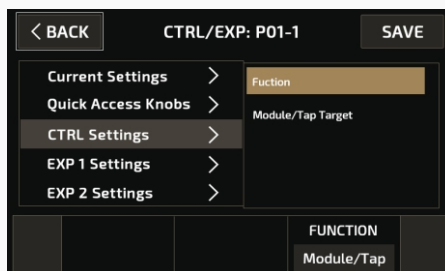 < BACK
CTRL/EXP: P01-1
SAVE
Current Settings >
Quick Access Knobs >
CTRL Settings >
EXP 1 Settings >
EXP 2 Settings >
Fuction
Module/Tap Target
FUNCTION
Module/Tap